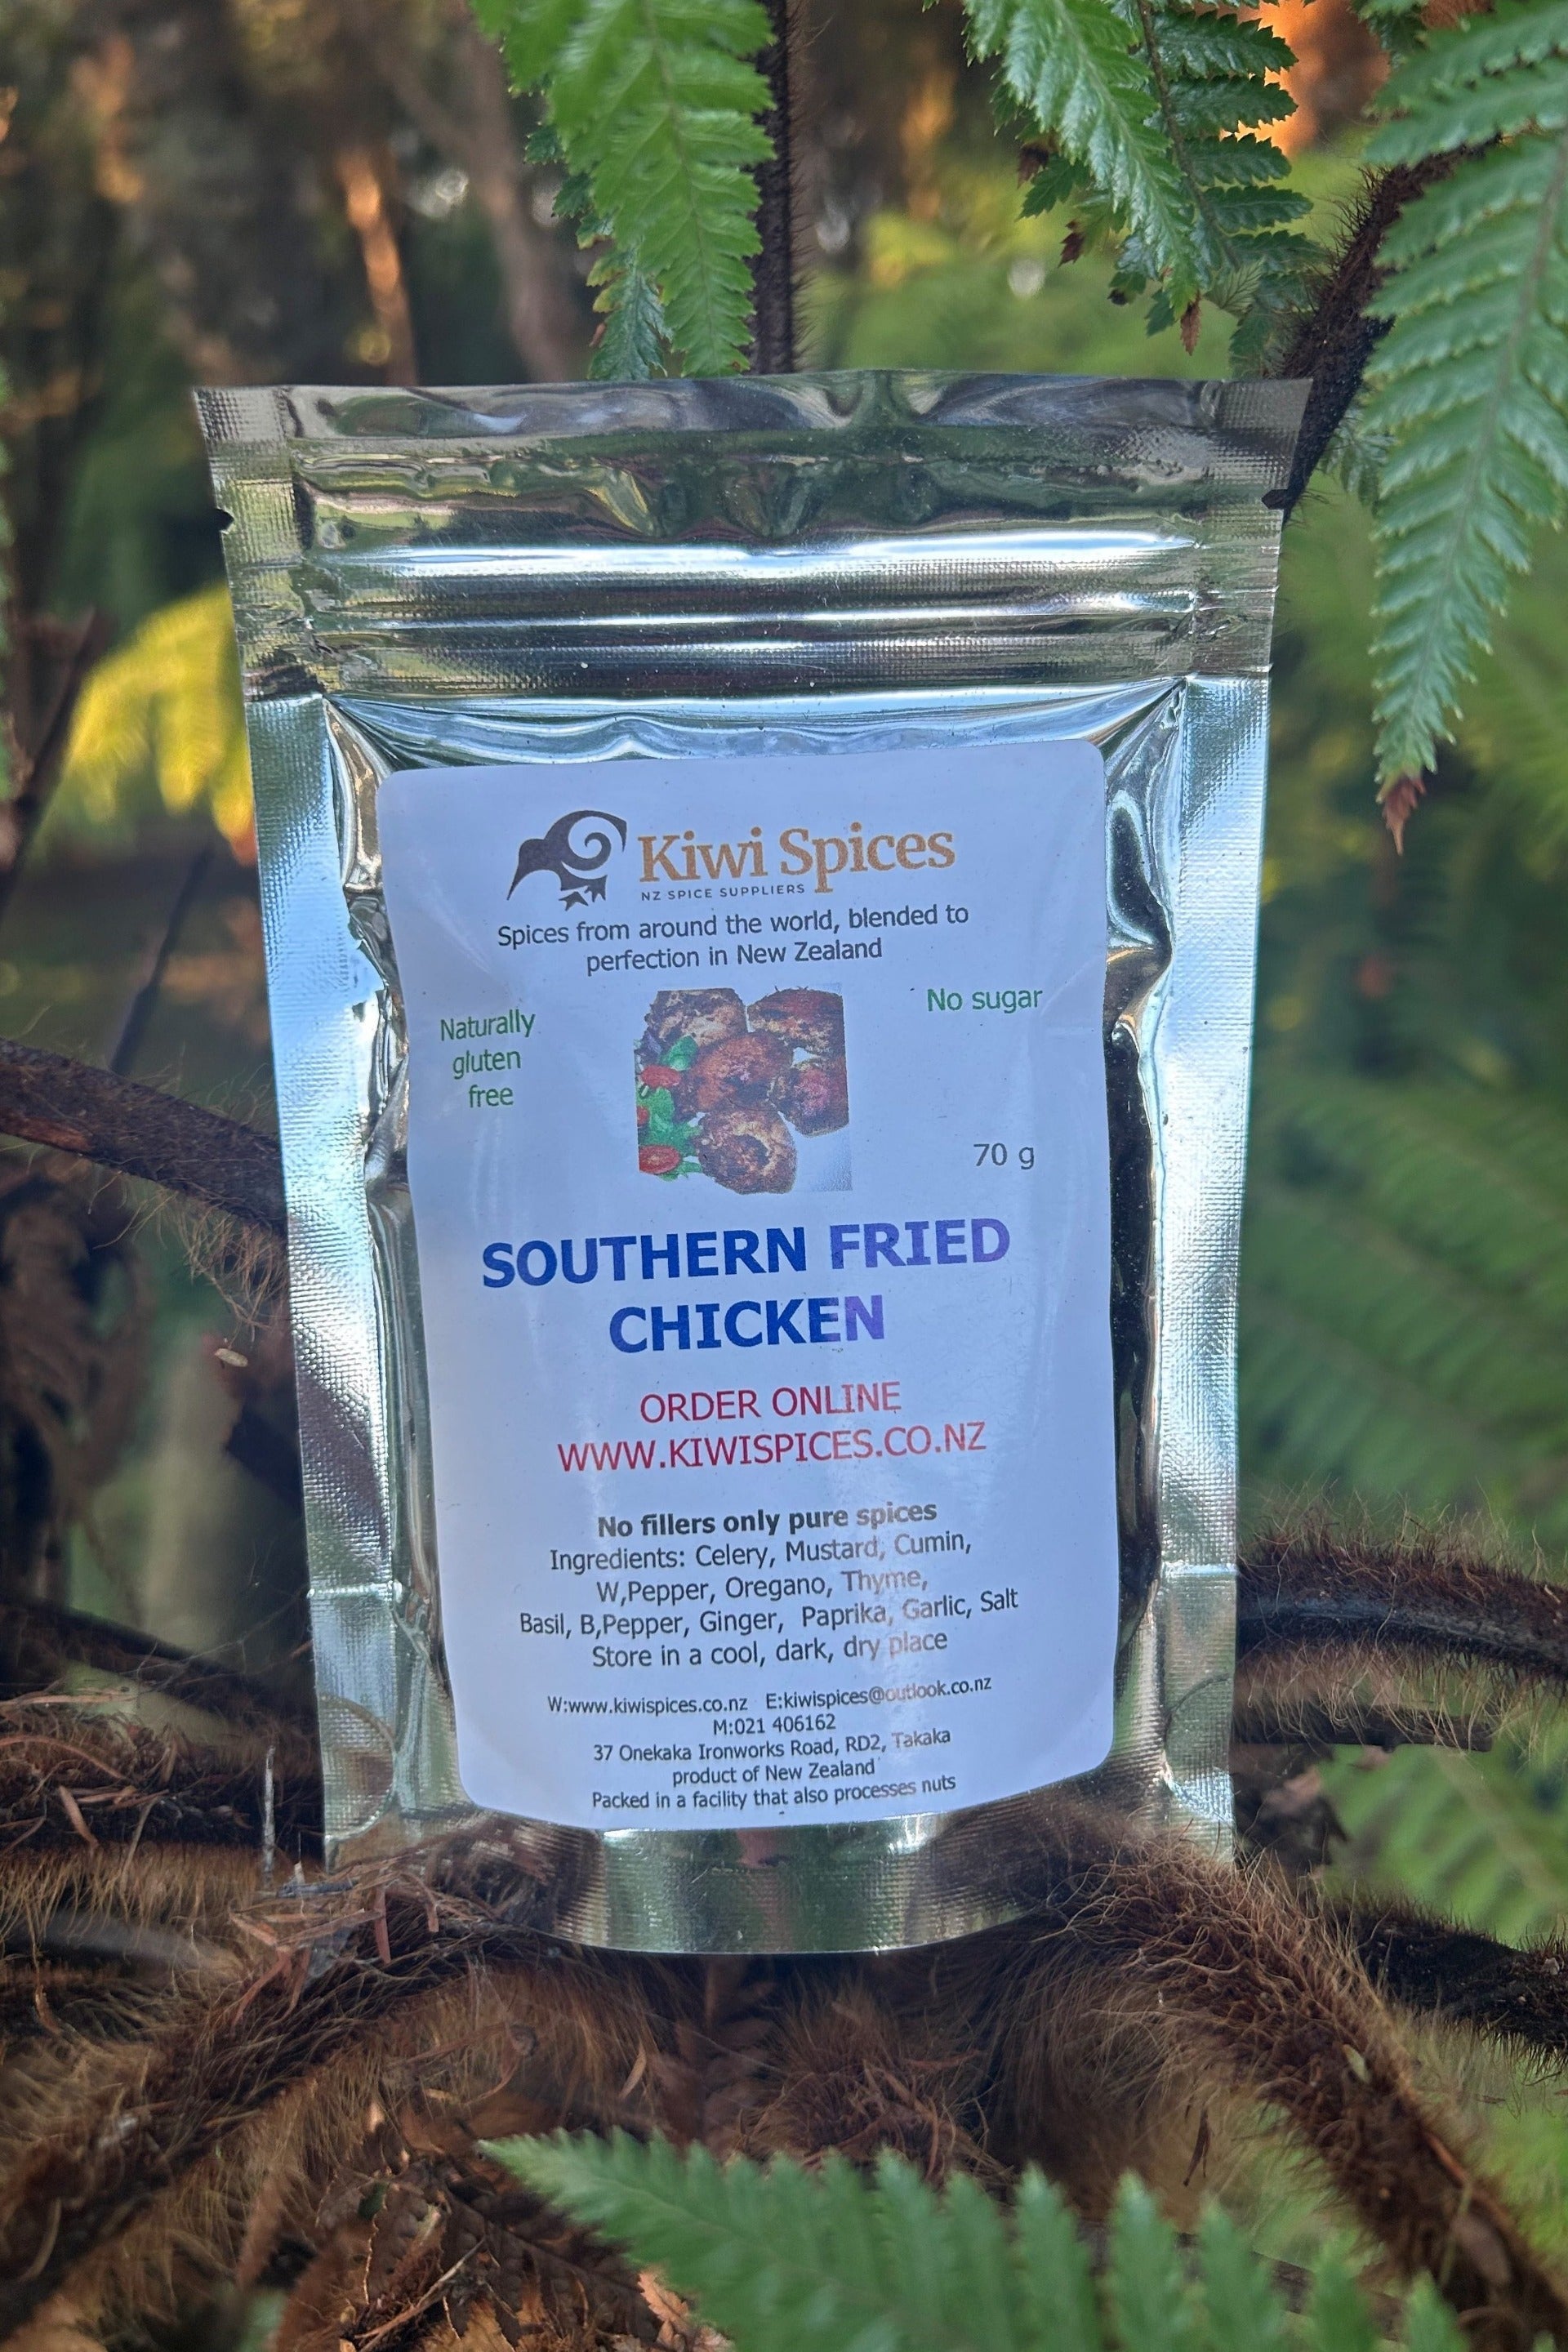 Kiwi Spices
NZ SPICE SUPPLIERS
Spices from around the world, blended to
perfection in New Zealand
Naturally
gluten
free
No sugar
70 g
SOUTHERN FRIED
CHICKEN
ORDER ONLINE
WWW.KIWISPICES.CO.NZ
No fillers only pure spices
Ingredients: Celery, Mustard, Cumin,
W,Pepper, Oregano, Thyme,
Basil, B,Pepper, Ginger, Paprika, Garlic, Salt
Store in a cool, dark, dry place
W:www.kiwispices.co.nz E:kiwispices@outlook.co.nz
M:021 406162
37 Onekaka Ironworks Road, RD2, Takaka
product of New Zealand
Packed in a facility that also processes nuts